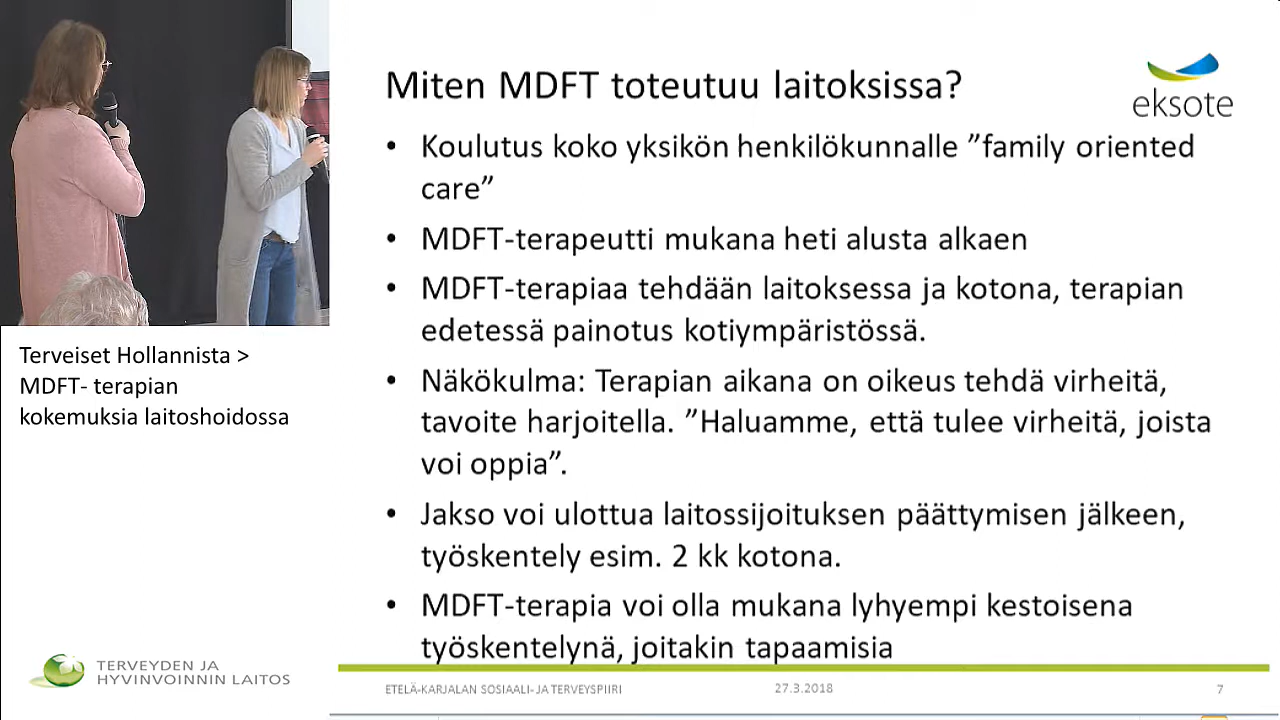 Miten MDFT toteutuu laitoksissa?
eksote
• Koulutus koko yksikön henkilökunnalle ”family oriented
care”
• MDFT-terapeutti mukana heti alusta alkaen
• MDFT-terapiaa tehdään laitoksessa ja kotona, terapian
edetessä painotus kotiympäristössä.
• Näkökulma: Terapian aikana on oikeus tehdä virheitä,
tavoite harjoitella. ”Haluamme, että tulee virheitä, joista
voi oppia”.
• Jakso voi ulottua laitossijoituksen päättymisen jälkeen,
työskentely esim. 2 kk kotona.
• MDFT-terapia voi olla mukana lyhyempi kestoisena
työskentelynä, joitakin tapaamisia
Terveiset Hollannista >
MDFT- terapian
kokemuksia laitoshoidossa
TERVEYDEN JA
HYVINVOINNIN LAITOS
ETELÄ-KARJALAN SOSIAALI- JA TERVEYSPIIRI
27.3.2018
7